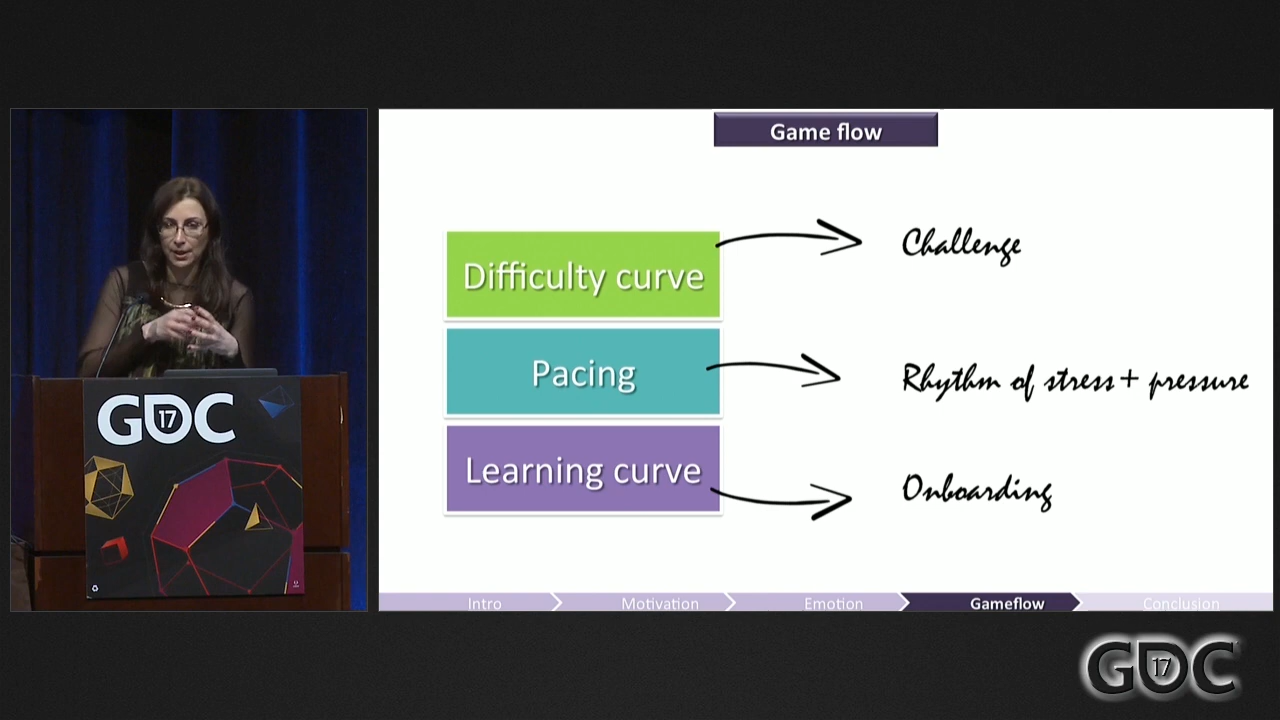 Game flow
Difficulty curve
Challenge
Pacing
Rhythm of stress + pressure
Learning curve
Onboarding
Intro
Motivation
Emotion
Gameflow
Conclusion
GDC
17
GDC
17